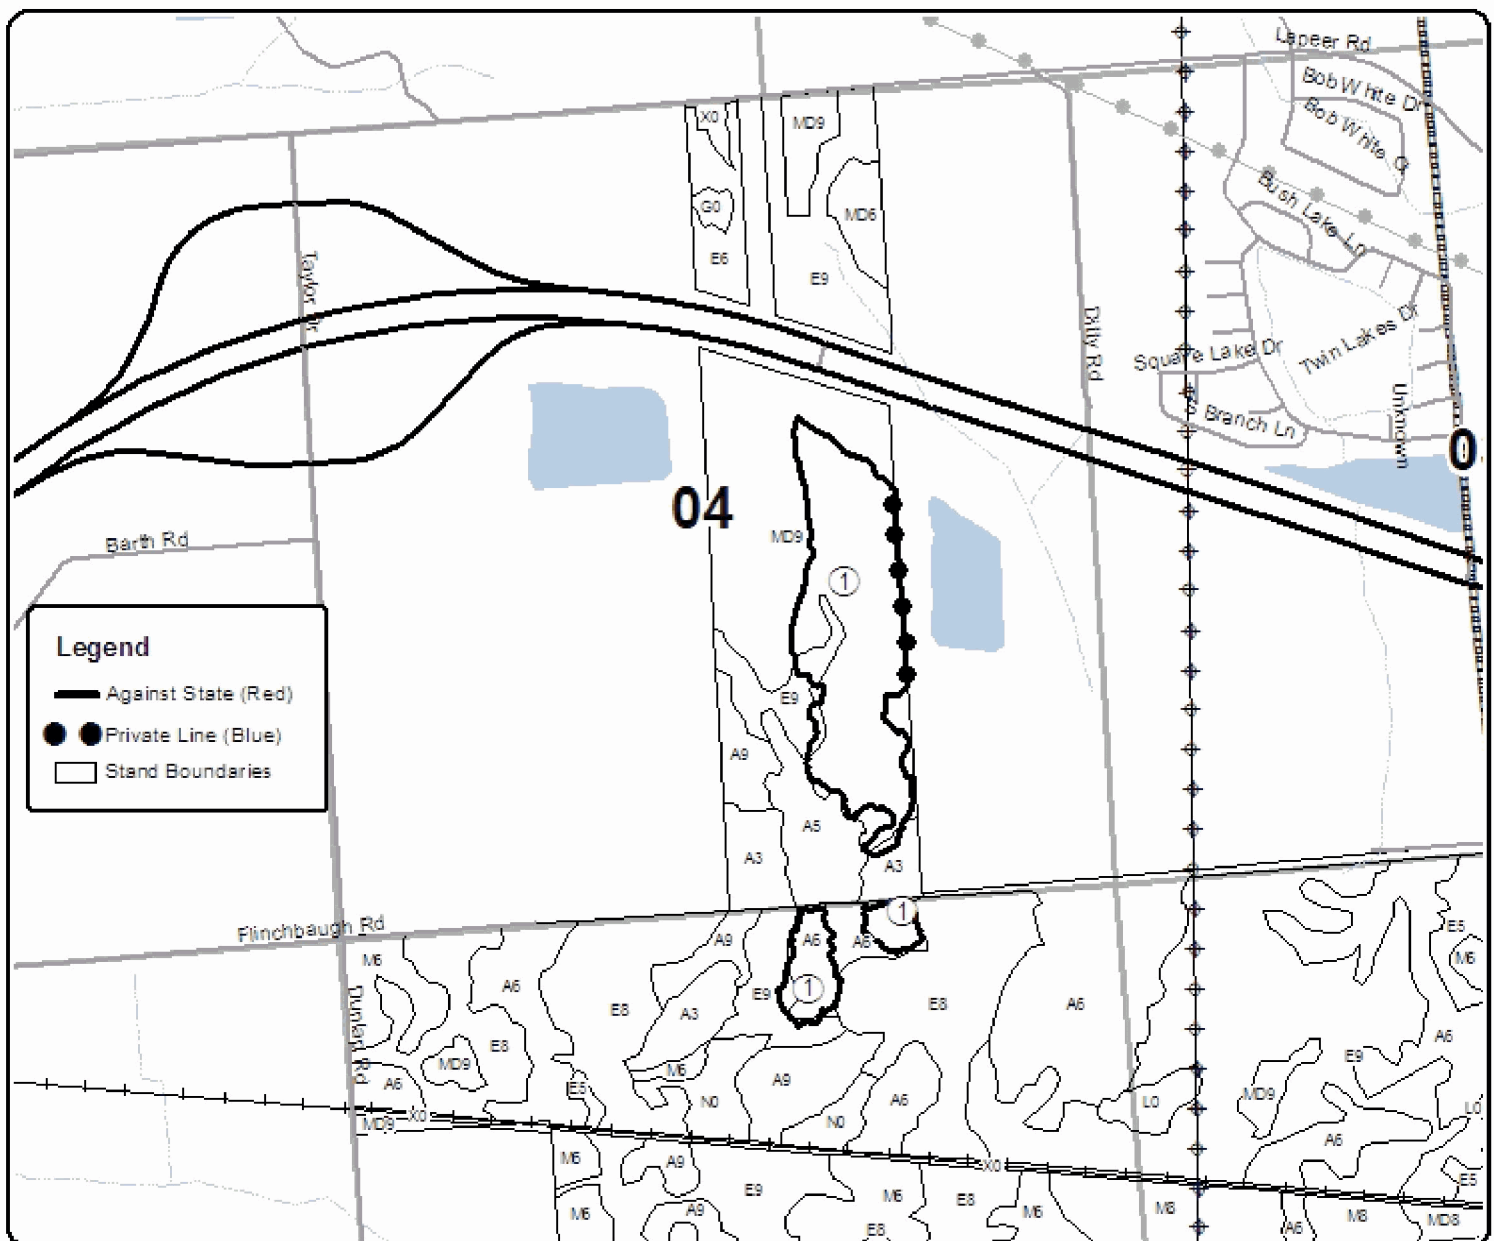 Lapeer Rd
X0
MD9
Bob White Dr
Bob White Ct
G0
MD6
Bush Lake Ln
E6
E9
Taylor Dr
Dilly Rd
Twin Lakes Dr
Square Lake Dr
S Branch Ln
Unknown
0
04
MD9
Barth Rd
1
Legend
Against State (Red)
Private Line (Blue)
Stand Boundaries
E9
A9
A5
A3
A3
Flinchbaugh Rd
1
M6
A9
A6
A6
E5
M6
A6
E9
1
E8
A3
E8
A6
Dunlap Rd
E8
MD9
A6
M6
A9
E9
A6
E5
N0
N0
A6
L0
MD9
L0
X0
MD9
A6
M6
A9
X0
E9
M6
E8
M6
M8
E5
M6
A9
E8
A6
M8
MD8